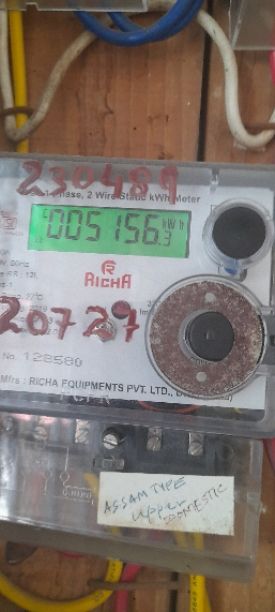 Phase, 2 Wire Static kWh Meter
230489
005156.3 kWh
RICHA
20727
No. 128580
Mfrs : RICHA EQUIPMENTS PVT. LTD.,
ASSAM TYPE
Upper
DOMESTIC